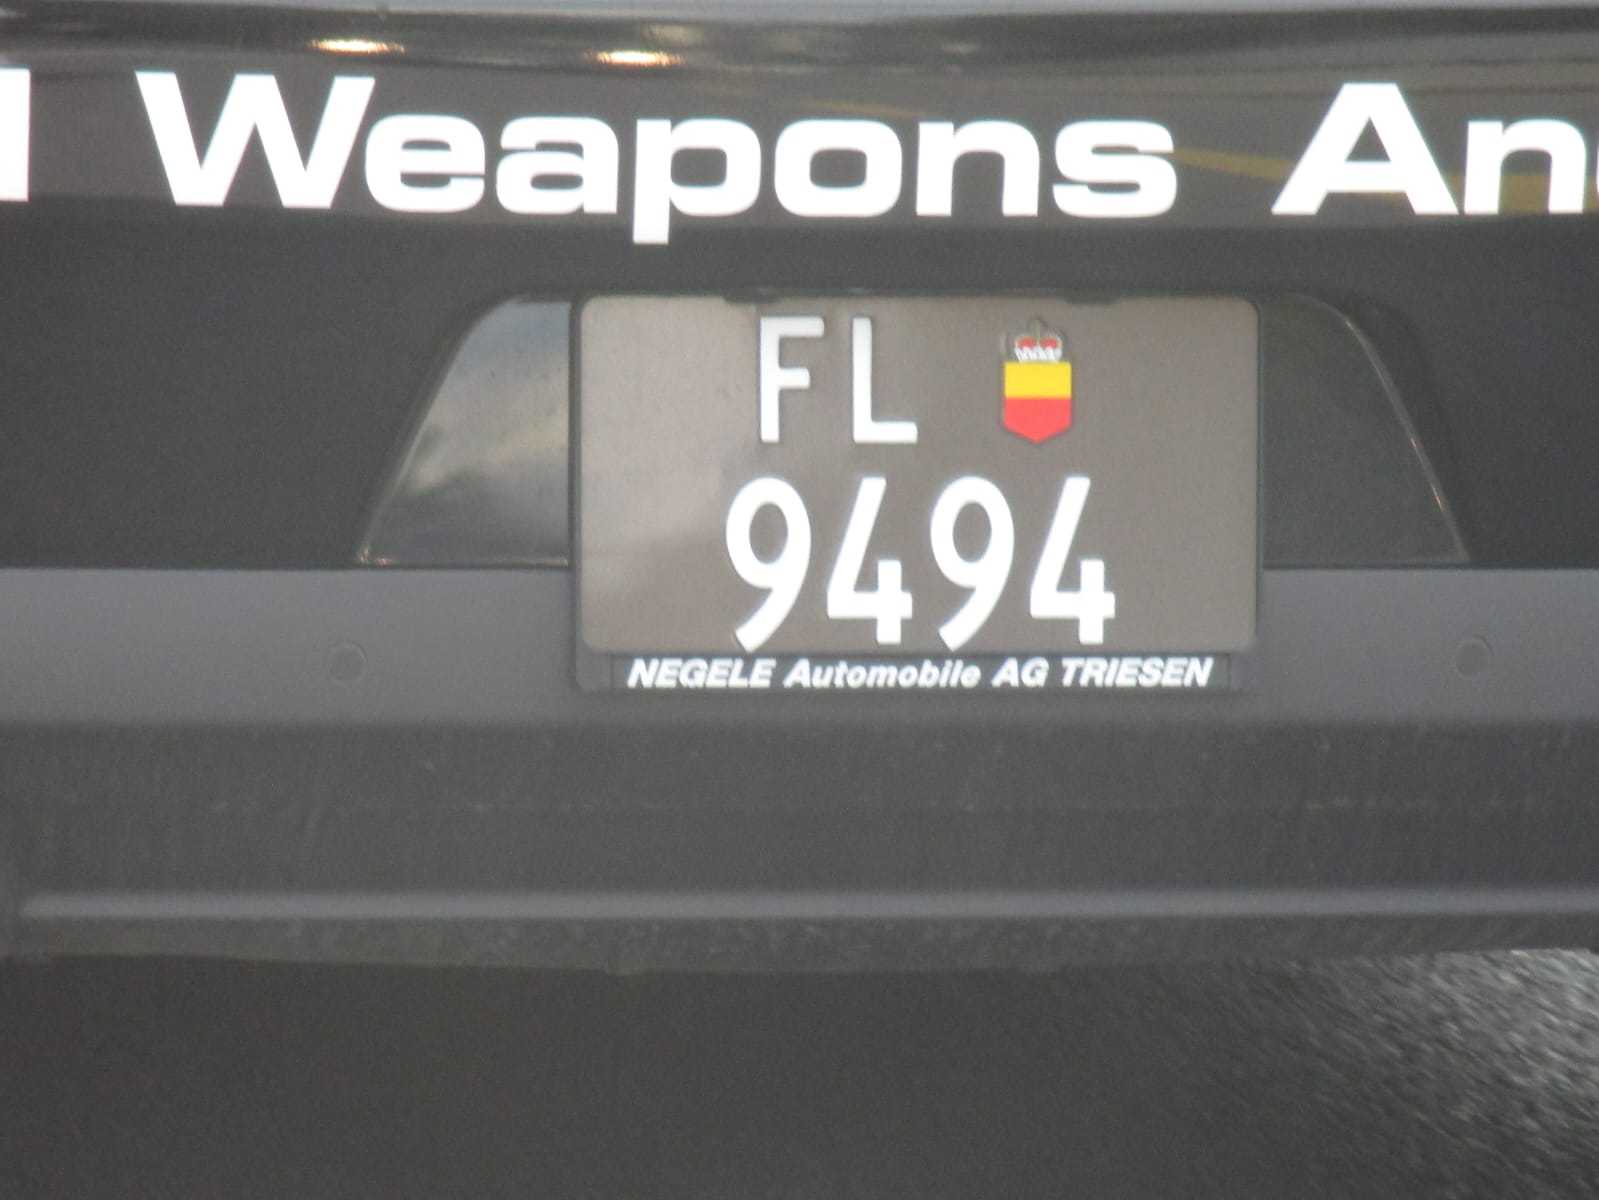 Weapons
FL
9494
NEGELE Automobile AG TRIESEN